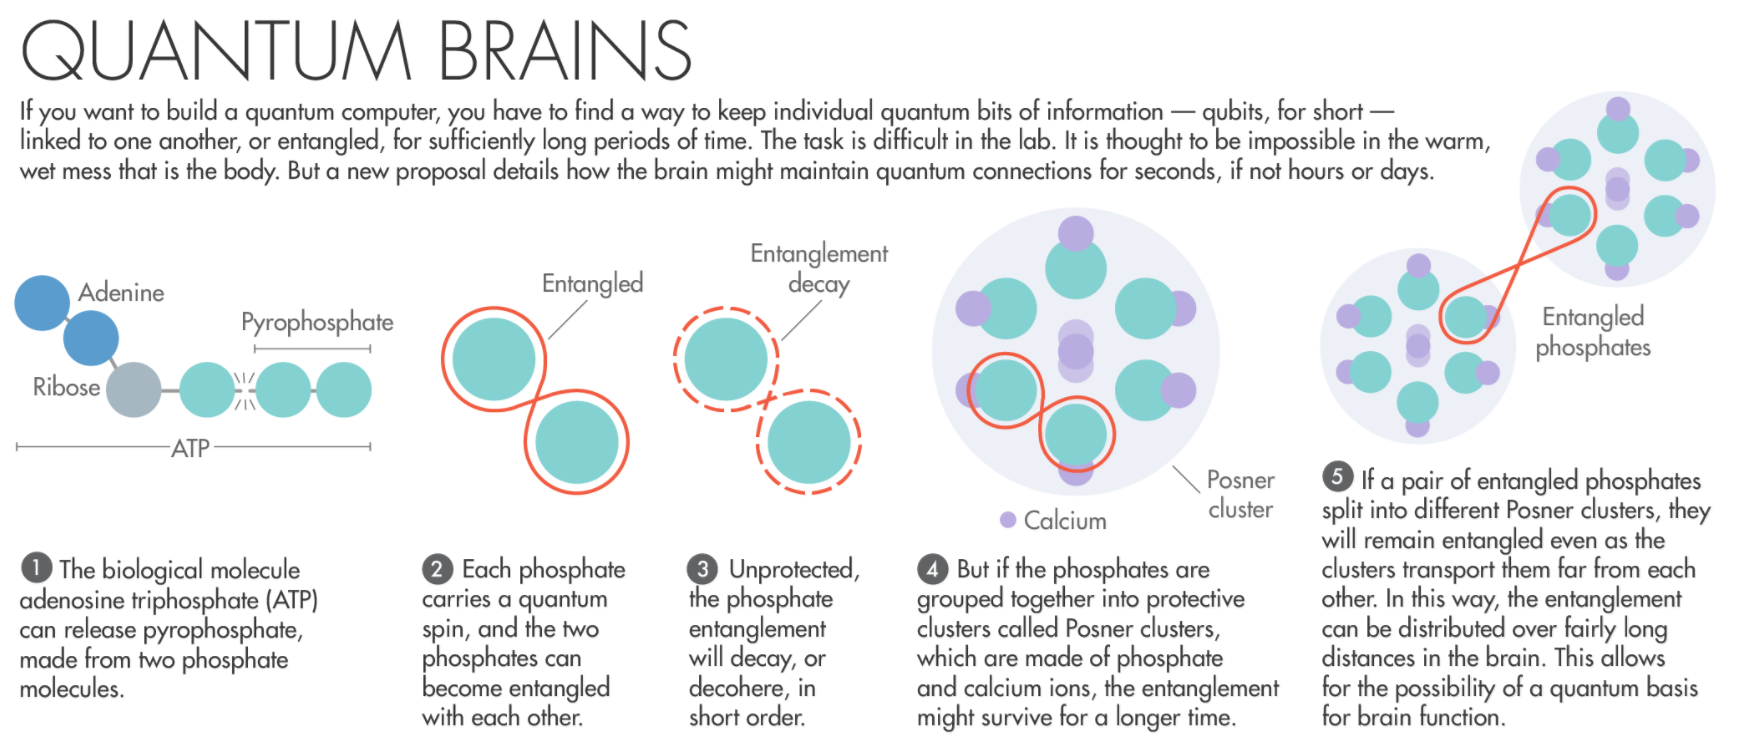 QUANTUM BRAINS
If you want to build a quantum computer, you have to find a way to keep individual quantum bits of information — qubits, for short —
linked to one another, or entangled, for sufficiently long periods of time. The task is difficult in the lab. It is thought to be impossible in the warm,
wet mess that is the body. But a new proposal details how the brain might maintain quantum connections for seconds, if not hours or days.
Adenine
Pyrophosphate
Ribose
ATP
1 The biological molecule
adenosine triphosphate (ATP)
can release pyrophosphate,
made from two phosphate
molecules.
Entangled
2 Each phosphate
carries a quantum
spin, and the two
phosphates can
become entangled
with each other.
Entanglement
decay
3 Unprotected,
the phosphate
entanglement
will decay, or
decohere, in
short order.
Posner
cluster
Calcium
4 But if the phosphates are
grouped together into protective
clusters called Posner clusters,
which are made of phosphate
and calcium ions, the entanglement
might survive for a longer time.
Entangled
phosphates
5 If a pair of entangled phosphates
split into different Posner clusters, they
will remain entangled even as the
clusters transport them far from each
other. In this way, the entanglement
can be distributed over fairly long
distances in the brain. This allows
for the possibility of a quantum basis
for brain function.